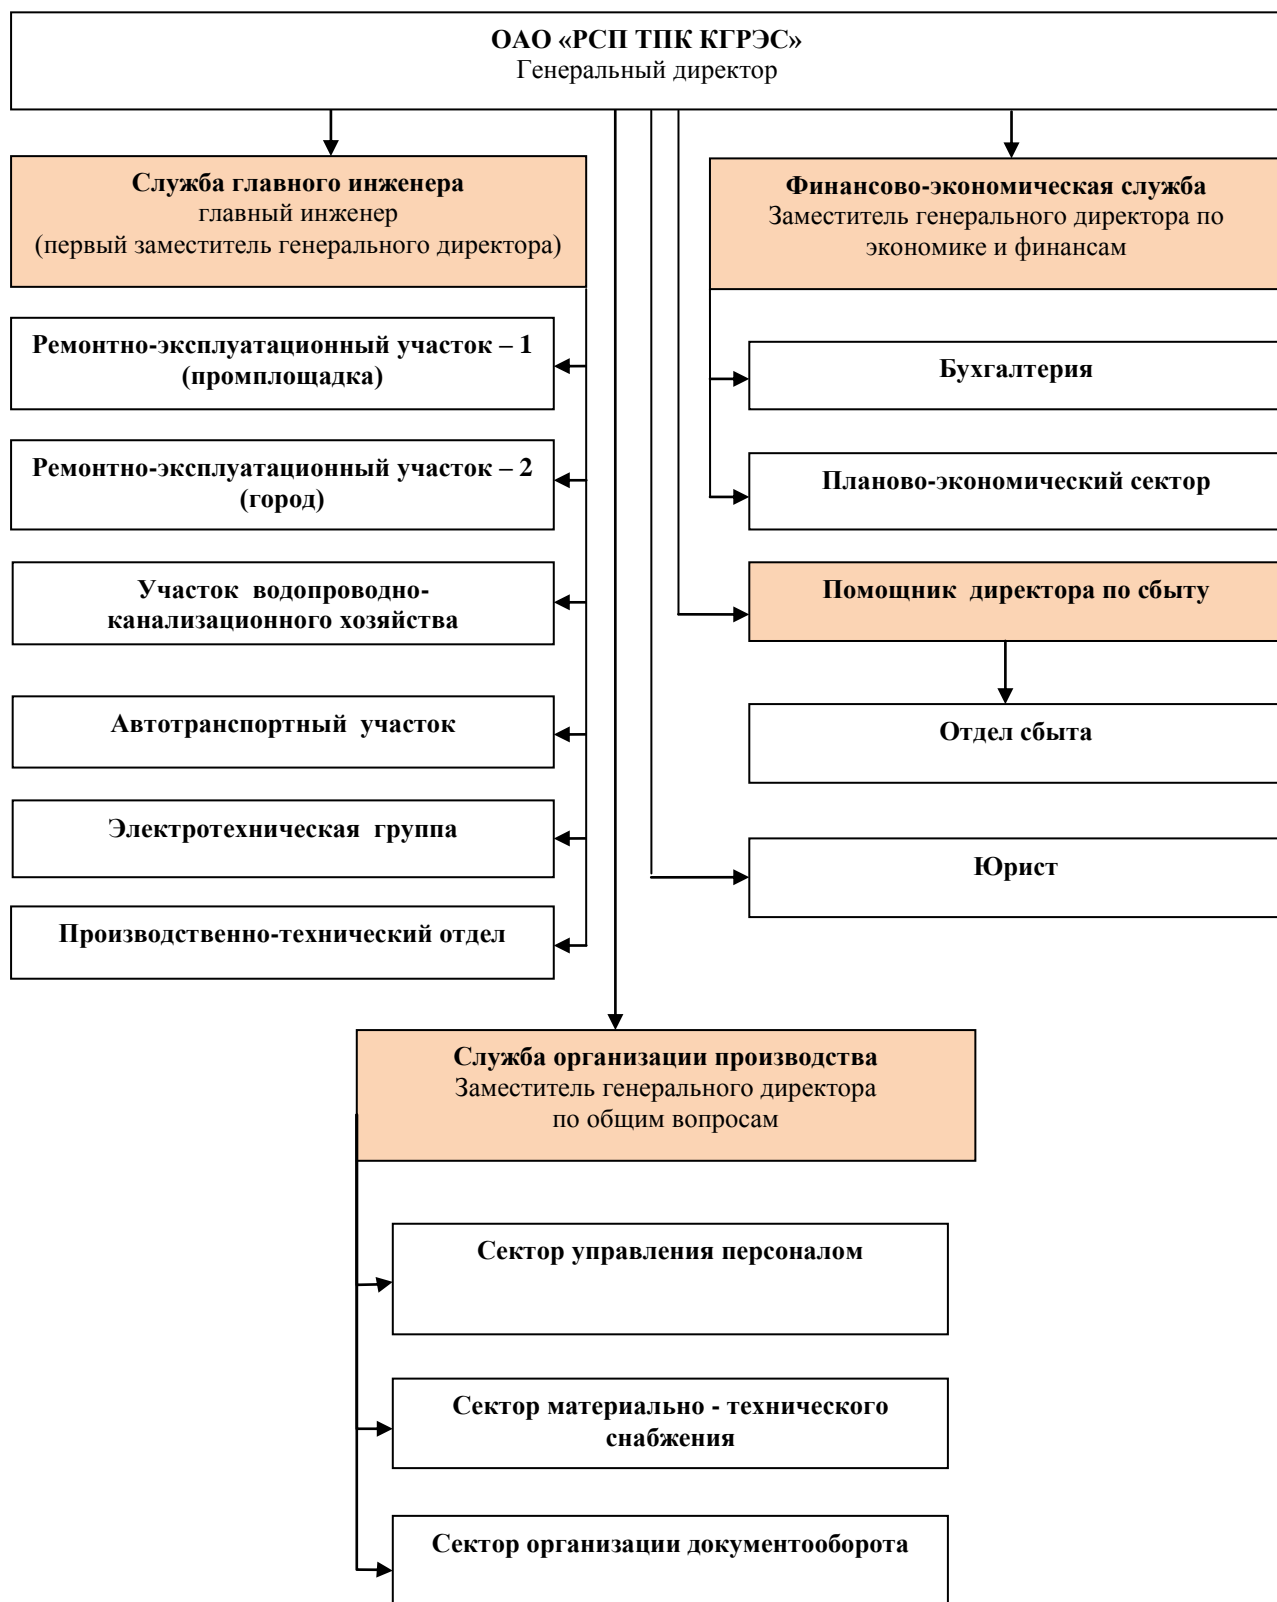 ОАО «РСП ТПК КГРЭС»
Генеральный директор
Служба главного инженера
главный инженер
(первый заместитель генерального директора)
Финансово-экономическая служба
Заместитель генерального директора по
экономике и финансам
Ремонтно-эксплуатационный участок – 1
(промплощадка)
Ремонтно-эксплуатационный участок – 2
(город)
Участок водопроводно-
канализационного хозяйства
Автотранспортный участок
Электротехническая группа
Производственно-технический отдел
Бухгалтерия
Планово-экономический сектор
Помощник директора по сбыту
Отдел сбыта
Юрист
Служба организации производства
Заместитель генерального директора
по общим вопросам
Сектор управления персоналом
Сектор материально - технического
снабжения
Сектор организации документооборота